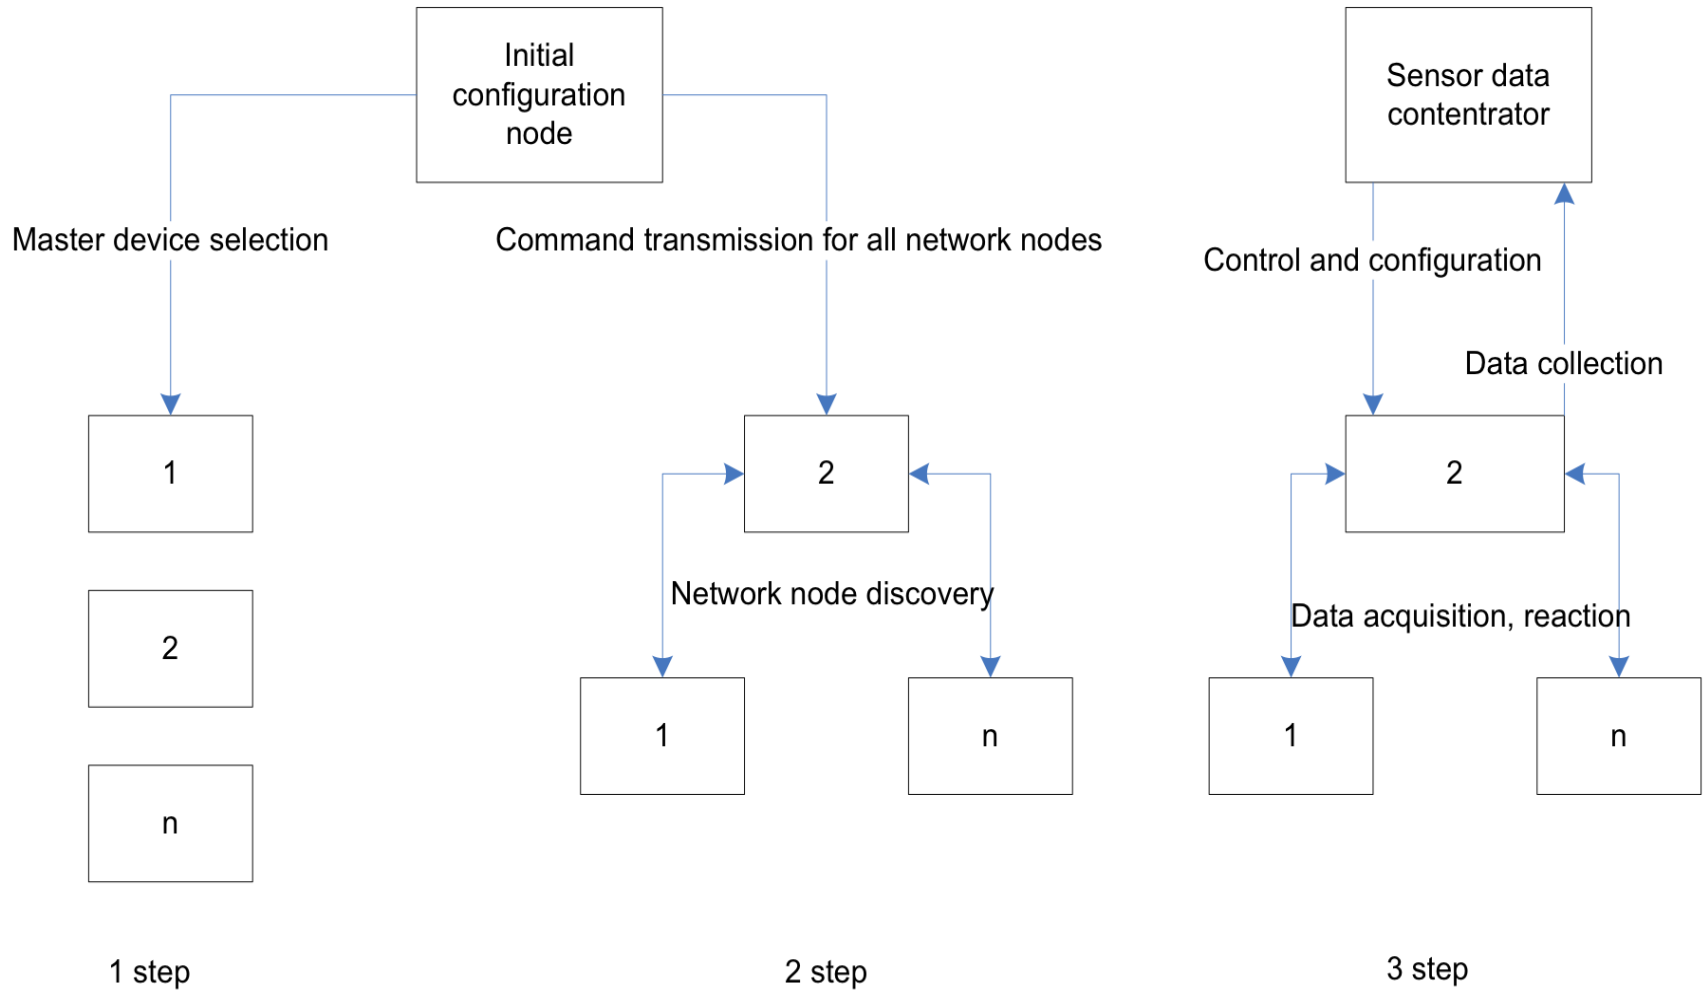 Initial
configuration
node
Sensor data
contentrator
Master device selection
Command transmission for all network nodes
Control and configuration
Data collection
1
2
2
2
Network node discovery
Data acquisition, reaction
1
n
1
n
n
1 step
2 step
3 step